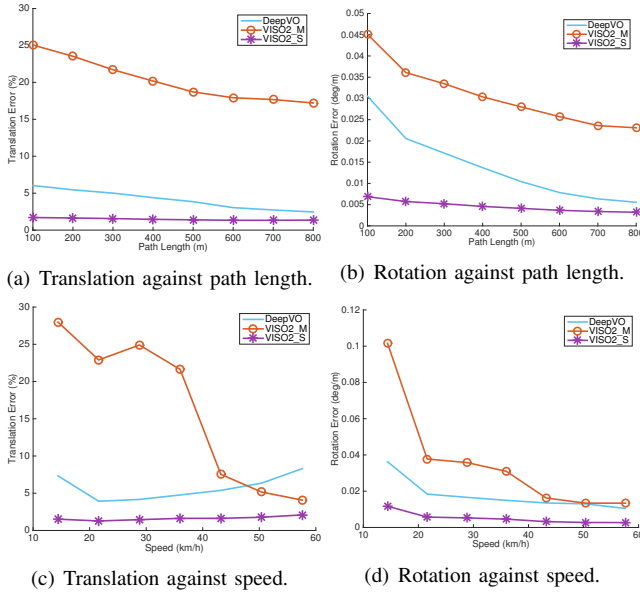 30
25
20
15
10
5
0
Translation Error (%)
DeepVO
VISO2_M
VISO2_S
100 200 300 400 500 600 700 800
Path Length (m)
(a) Translation against path length.
0.05
0.045
0.04
0.035
0.03
0.025
0.02
0.015
0.01
0.005
0
Rotation Error (deg/m)
DeepVO
VISO2_M
VISO2_S
100 200 300 400 500 600 700 800
Path Length (m)
(b) Rotation against path length.
30
25
20
15
10
5
0
Translation Error (%)
DeepVO
VISO2_M
VISO2_S
10 20 30 40 50 60
Speed (km/h)
(c) Translation against speed.
0.12
0.1
0.08
0.06
0.04
0.02
0
Rotation Error (deg/m)
DeepVO
VISO2_M
VISO2_S
10 20 30 40 50 60
Speed (km/h)
(d) Rotation against speed.